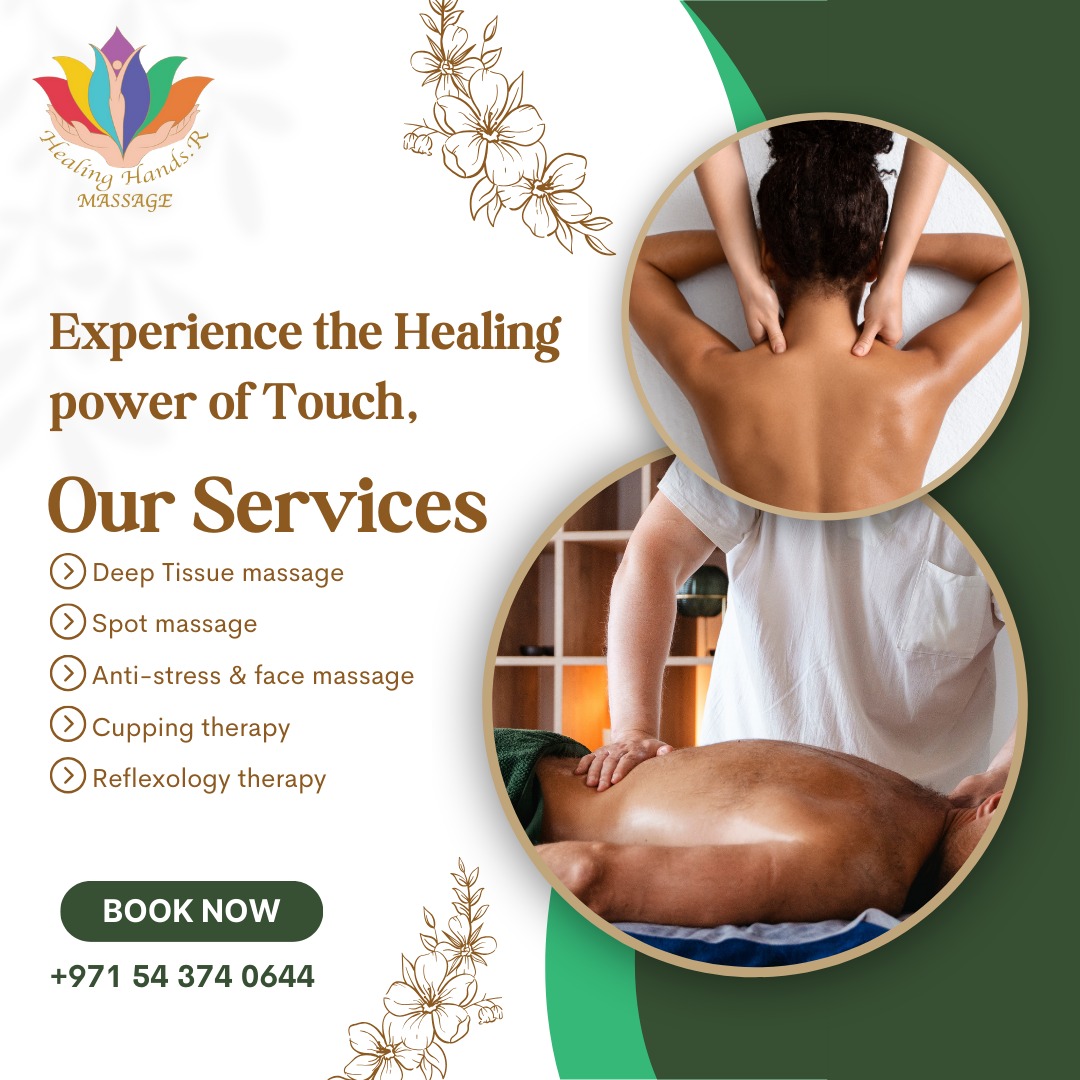 Healing Hands.R
MASSAGE
Experience the Healing
power of Touch,
Our Services
Deep Tissue massage
Spot massage
Anti-stress & face massage
Cupping therapy
Reflexology therapy
BOOK NOW
+971 54 374 0644